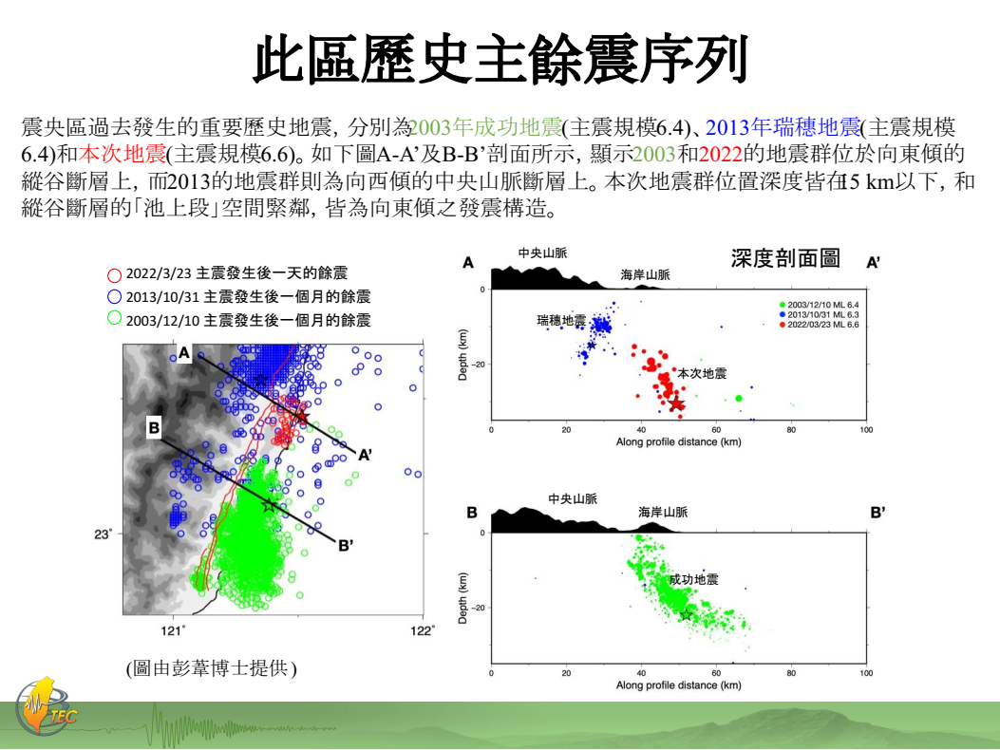 此區歷史主餘震序列
震央區過去發生的重要歷史地震，分別為2003年成功地震(主震規模6.4)、2013年瑞穗地震(主震規模
6.4)和本次地震(主震規模6.6)。如下圖A-A’及B-B’剖面所示，顯示2003和2022的地震群位於向東傾的
縱谷斷層上，而2013的地震群則為向西傾的中央山脈斷層上。本次地震群位置深度皆在15 km以下，和
縱谷斷層的「池上段」空間緊鄰，皆為向東傾之發震構造。
2022/3/23 主震發生後一天的餘震
2013/10/31 主震發生後一個月的餘震
2003/12/10 主震發生後一個月的餘震
A
B
A'
B'
23°
121°
122°
(圖由彭葦博士提供)
深度剖面圖
A
中央山脈
海岸山脈
A'
0
瑞穗地震
2003/12/10 ML 6.4
2013/10/31 ML 6.3
2022/03/23 ML 6.6
Depth (km)
−20
本次地震
0
20
40
60
80
100
Along profile distance (km)
B
中央山脈
海岸山脈
B'
0
成功地震
Depth (km)
−20
0
20
40
60
80
100
Along profile distance (km)
TEC